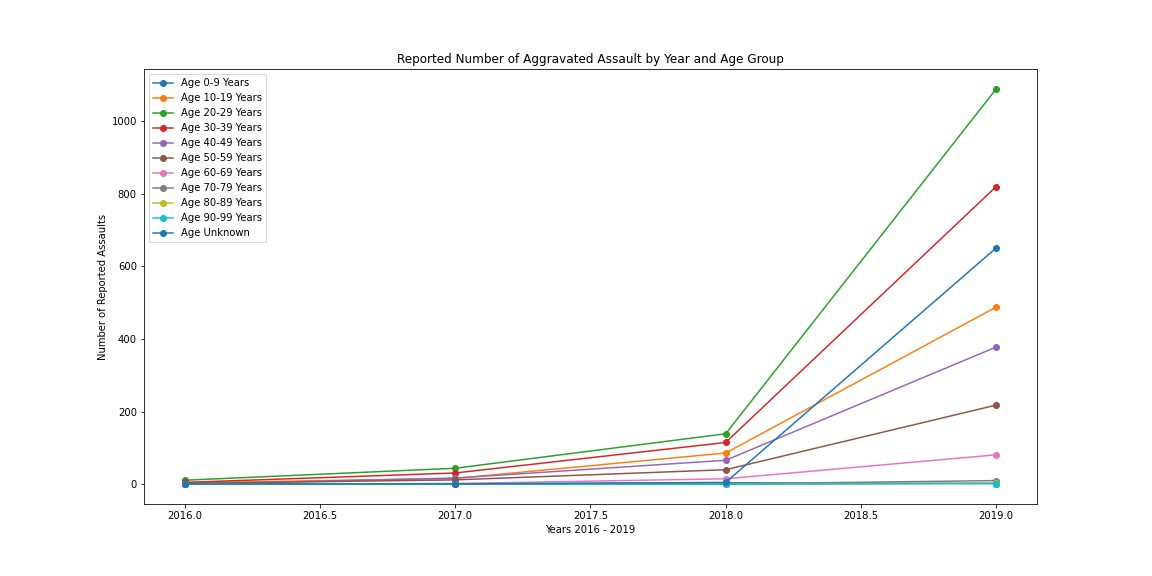 Reported Number of Aggravated Assault by Year and Age Group
Age 0-9 Years
Age 10-19 Years
Age 20-29 Years
Age 30-39 Years
Age 40-49 Years
Age 50-59 Years
Age 60-69 Years
Age 70-79 Years
Age 80-89 Years
Age 90-99 Years
Age Unknown
Number of Reported Assaults
1000
800
600
400
200
0
2016.0 2016.5 2017.0 2017.5 2018.0 2018.5 2019.0
Years 2016 - 2019